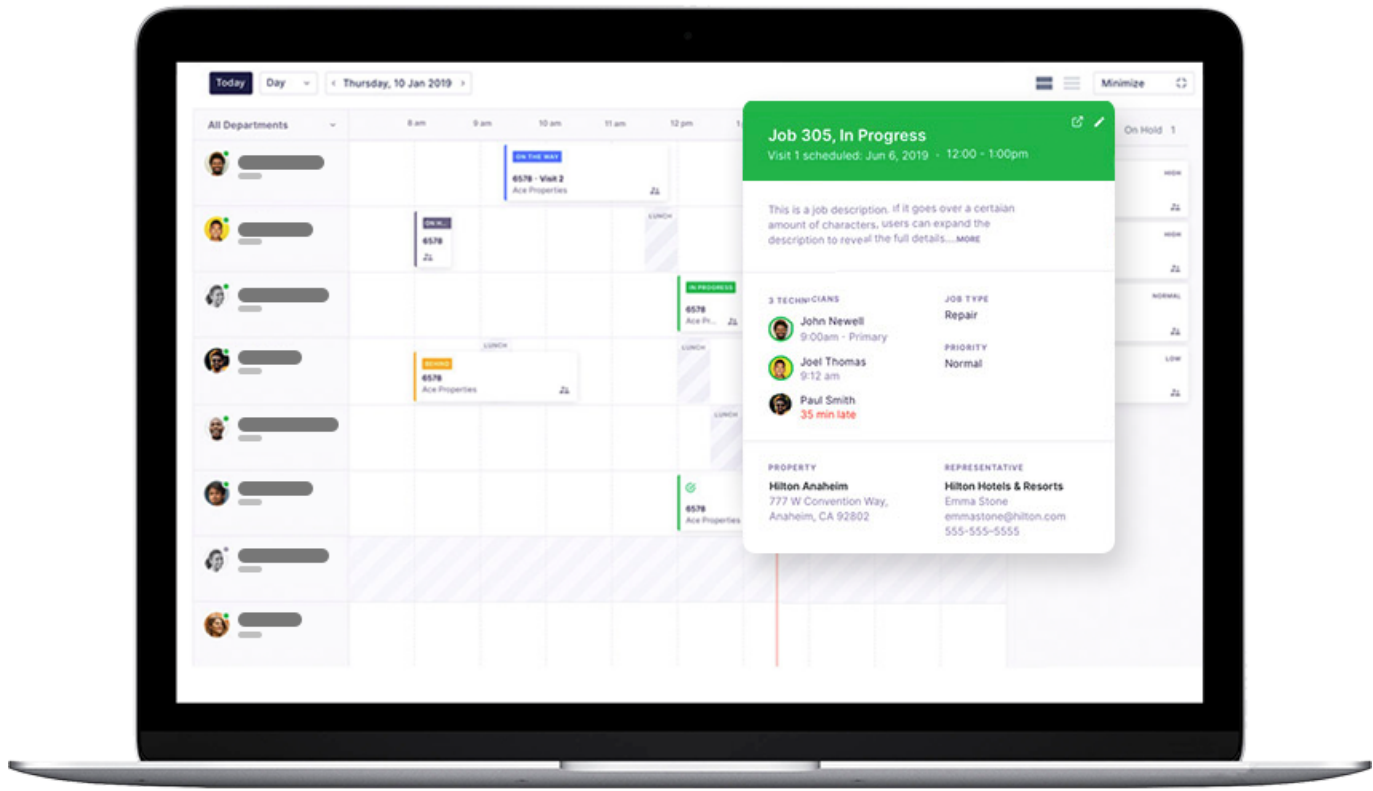 Today
Day
Thursday, 10 Jan 2019
Minimize
All Departments
8 am
9 am
10 am
11 am
12 pm
On Hold 1
ON THE WAY
6578 - Visit 2
Ace Properties
ON H...
6578
LUNCH
IN PROGRESS
6578
Ace Pr...
LUNCH
BEHIND
6578
Ace Properties
LUNCH
LUNCH
6578
Ace Properties
Job 305, In Progress
Visit 1 scheduled: Jun 6, 2019 - 12:00 - 1:00pm
This is a job description. If it goes over a certaian
amount of characters, users can expand the
description to reveal the full details....MORE
3 TECHNICIANS
John Newell
9:00am · Primary
Joel Thomas
9:12 am
Paul Smith
35 min late
JOB TYPE
Repair
PRIORITY
Normal
PROPERTY
Hilton Anaheim
777 W Convention Way,
Anaheim, CA 92802
REPRESENTATIVE
Hilton Hotels & Resorts
Emma Stone
emmastone@hilton.com
555-555–5555
HIGH
HIGH
NORMAL
LOW